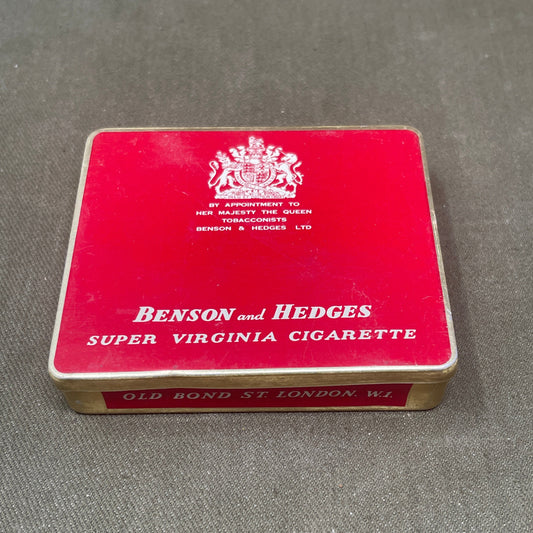 BY APPOINTMENT TO
HER MAJESTY THE QUEEN
TOBACCONISTS
BENSON & HEDGES LTD
BENSON and HEDGES
SUPER VIRGINIA CIGARETTE
OLD BOND ST. LONDON. W.1.